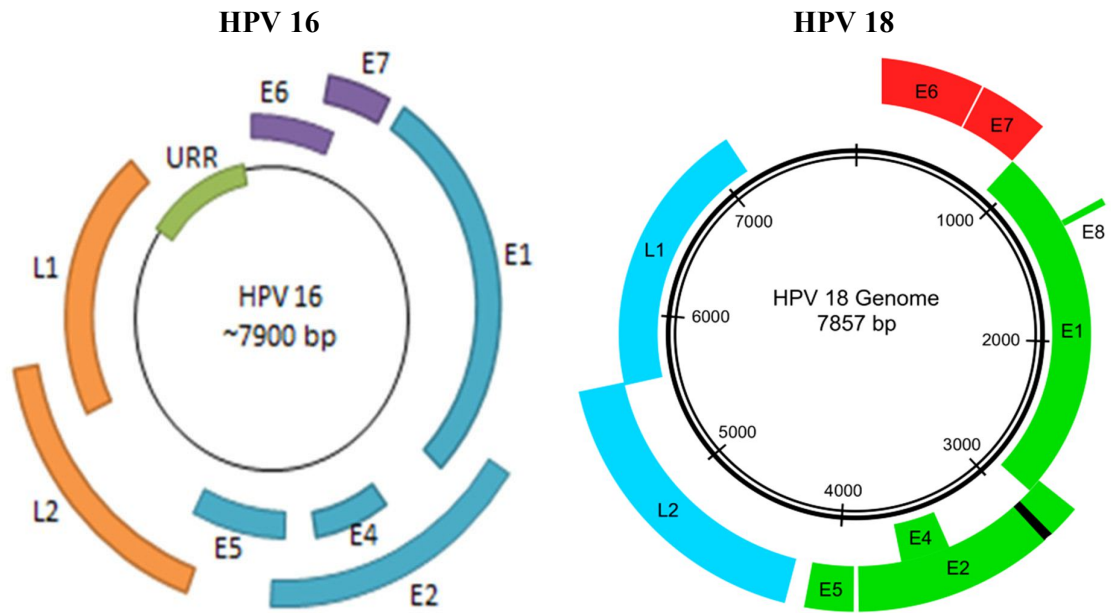 HPV 16
E7
E6
URR
L1
E1
HPV 16
~7900 bp
L2
E5
E4
E2
HPV 18
E6
E7
7000
1000
E8
L1
HPV 18 Genome
7857 bp
6000
2000
E1
5000
3000
4000
L2
E4
E2
E5